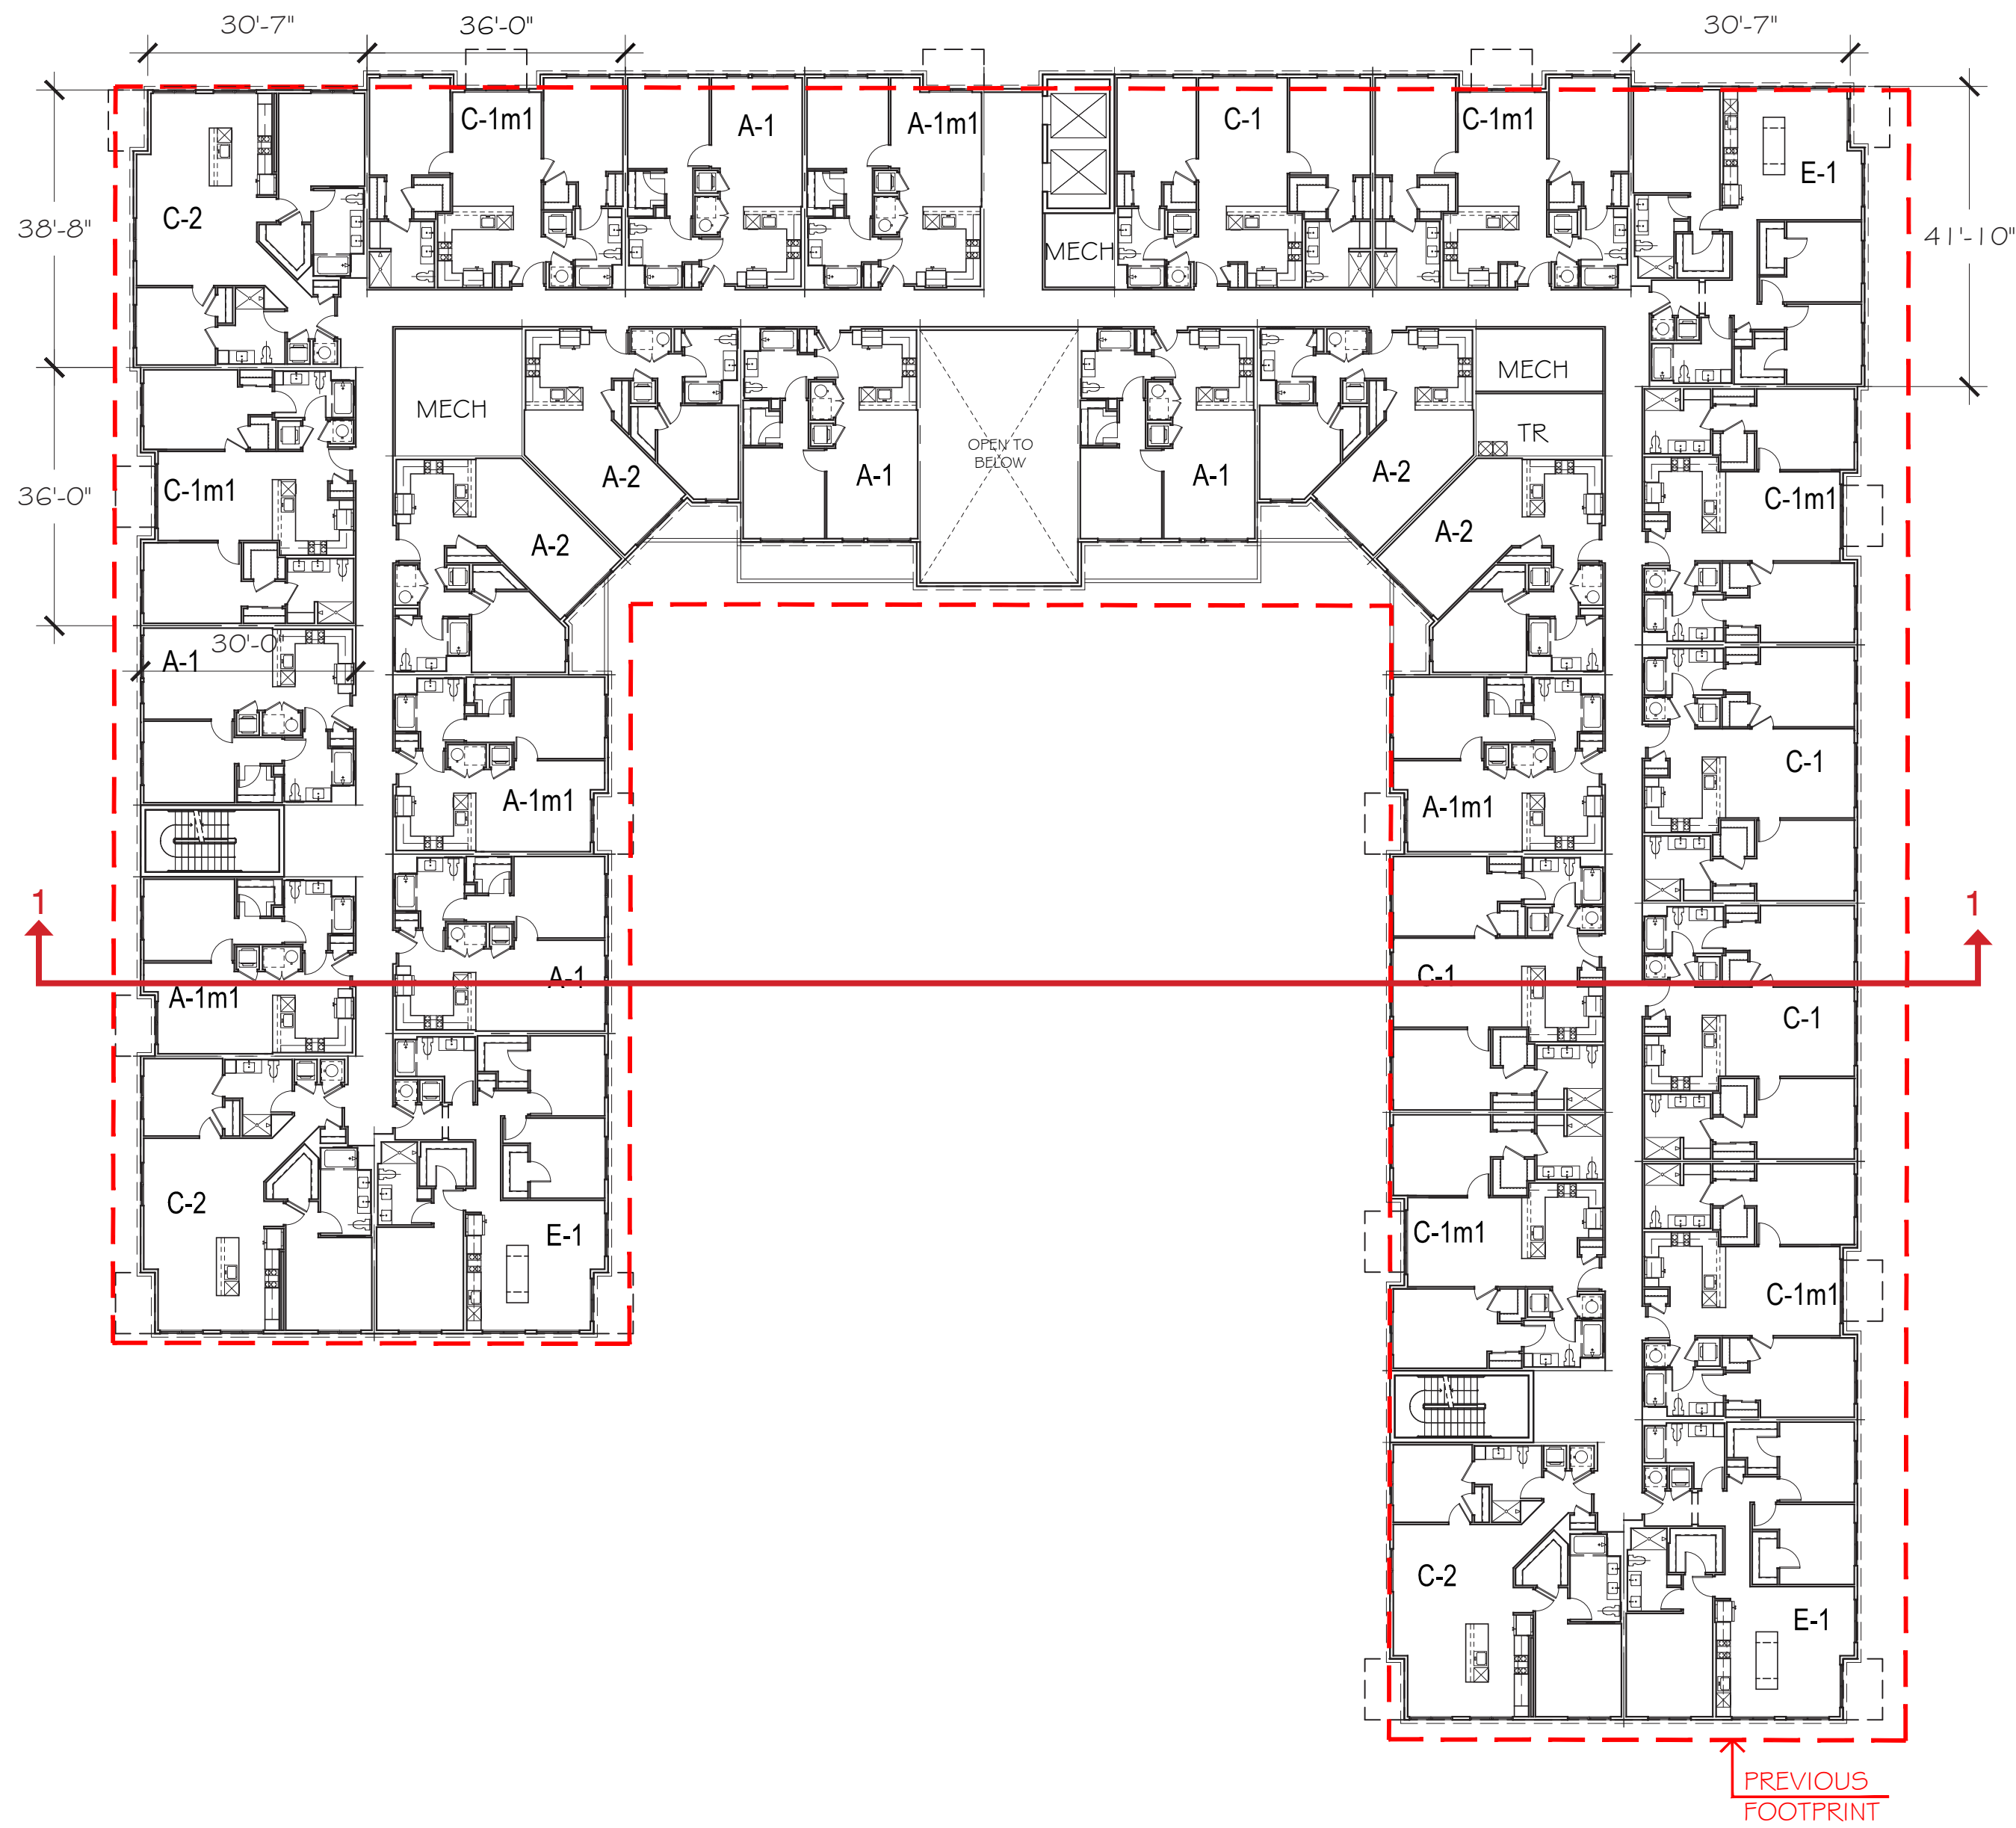 30'-7"
36'-0"
30'-7"
C-1m1
A-1
A-1m1
C-1
C-1m1
E-1
C-2
38'-8"
MECH
41'-10"
MECH
MECH
TR
OPEN TO
BELOW
A-2
A-1
A-1
A-2
36'-0"
C-1m1
A-2
A-2
C-1m1
30'-0"
A-1
A-1m1
A-1m1
C-1
1
1
A-1m1
A-1
C-1
C-1
C-2
E-1
C-1m1
C-1m1
C-2
E-1
PREVIOUS
FOOTPRINT